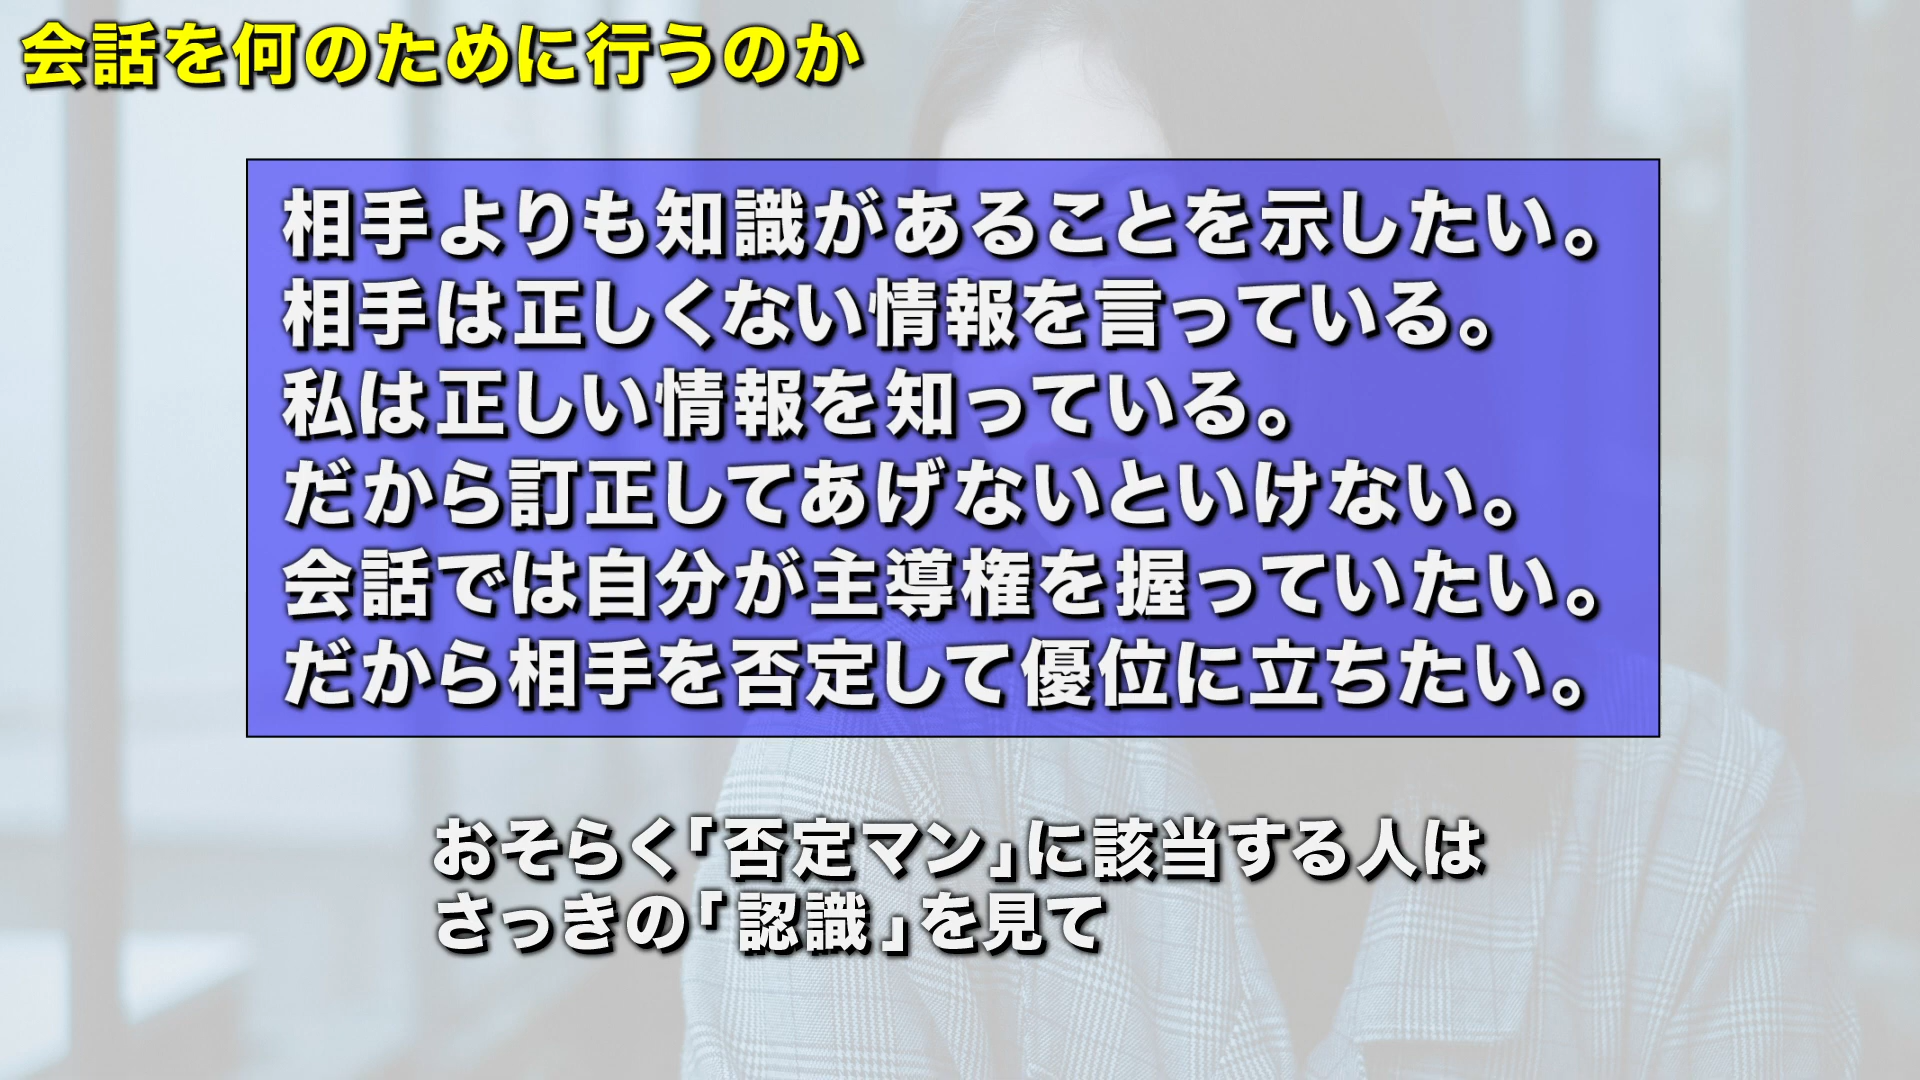 会話を何のために行うのか
相手よりも知識があることを示したい。
相手は正しくない情報を言っている。
私は正しい情報を知っている。
だから訂正してあげないといけない。
会話では自分が主導権を握っていたい。
だから相手を否定して優位に立ちたい。
おそらく「否定マン」に該当する人は
さっきの「認識」を見て